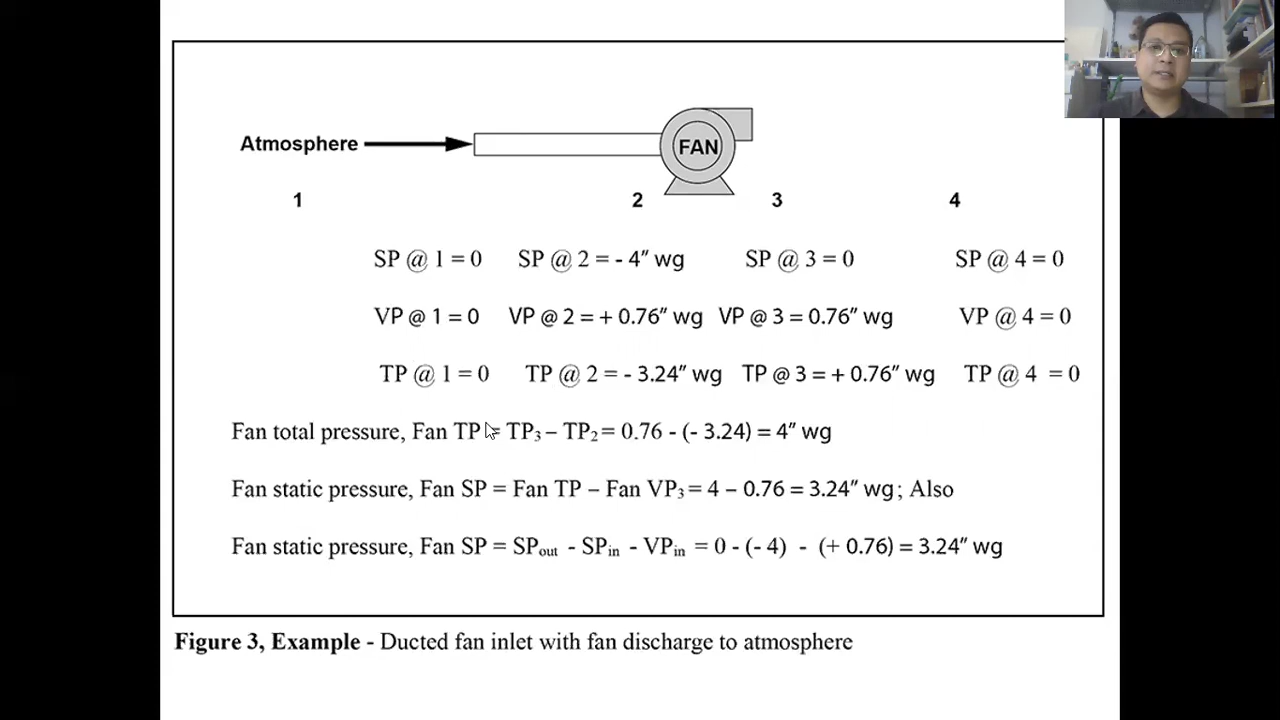 Atmosphere
FAN
1 2 3 4
SP @ 1 = 0 SP @ 2 = - 4″ wg SP @ 3 = 0 SP @ 4 = 0
VP @ 1 = 0 VP @ 2 = + 0.76″ wg VP @ 3 = 0.76″ wg VP @ 4 = 0
TP @ 1 = 0 TP @ 2 = - 3.24″ wg TP @ 3 = + 0.76″ wg TP @ 4 = 0
Fan total pressure, Fan TP = TP₃ – TP₂ = 0.76 - (- 3.24) = 4″ wg
Fan static pressure, Fan SP = Fan TP – Fan VP₃ = 4 – 0.76 = 3.24″ wg; Also
Fan static pressure, Fan SP = SPout - SPin - VPin = 0 - (- 4) - (+ 0.76) = 3.24″ wg
Figure 3, Example - Ducted fan inlet with fan discharge to atmosphere